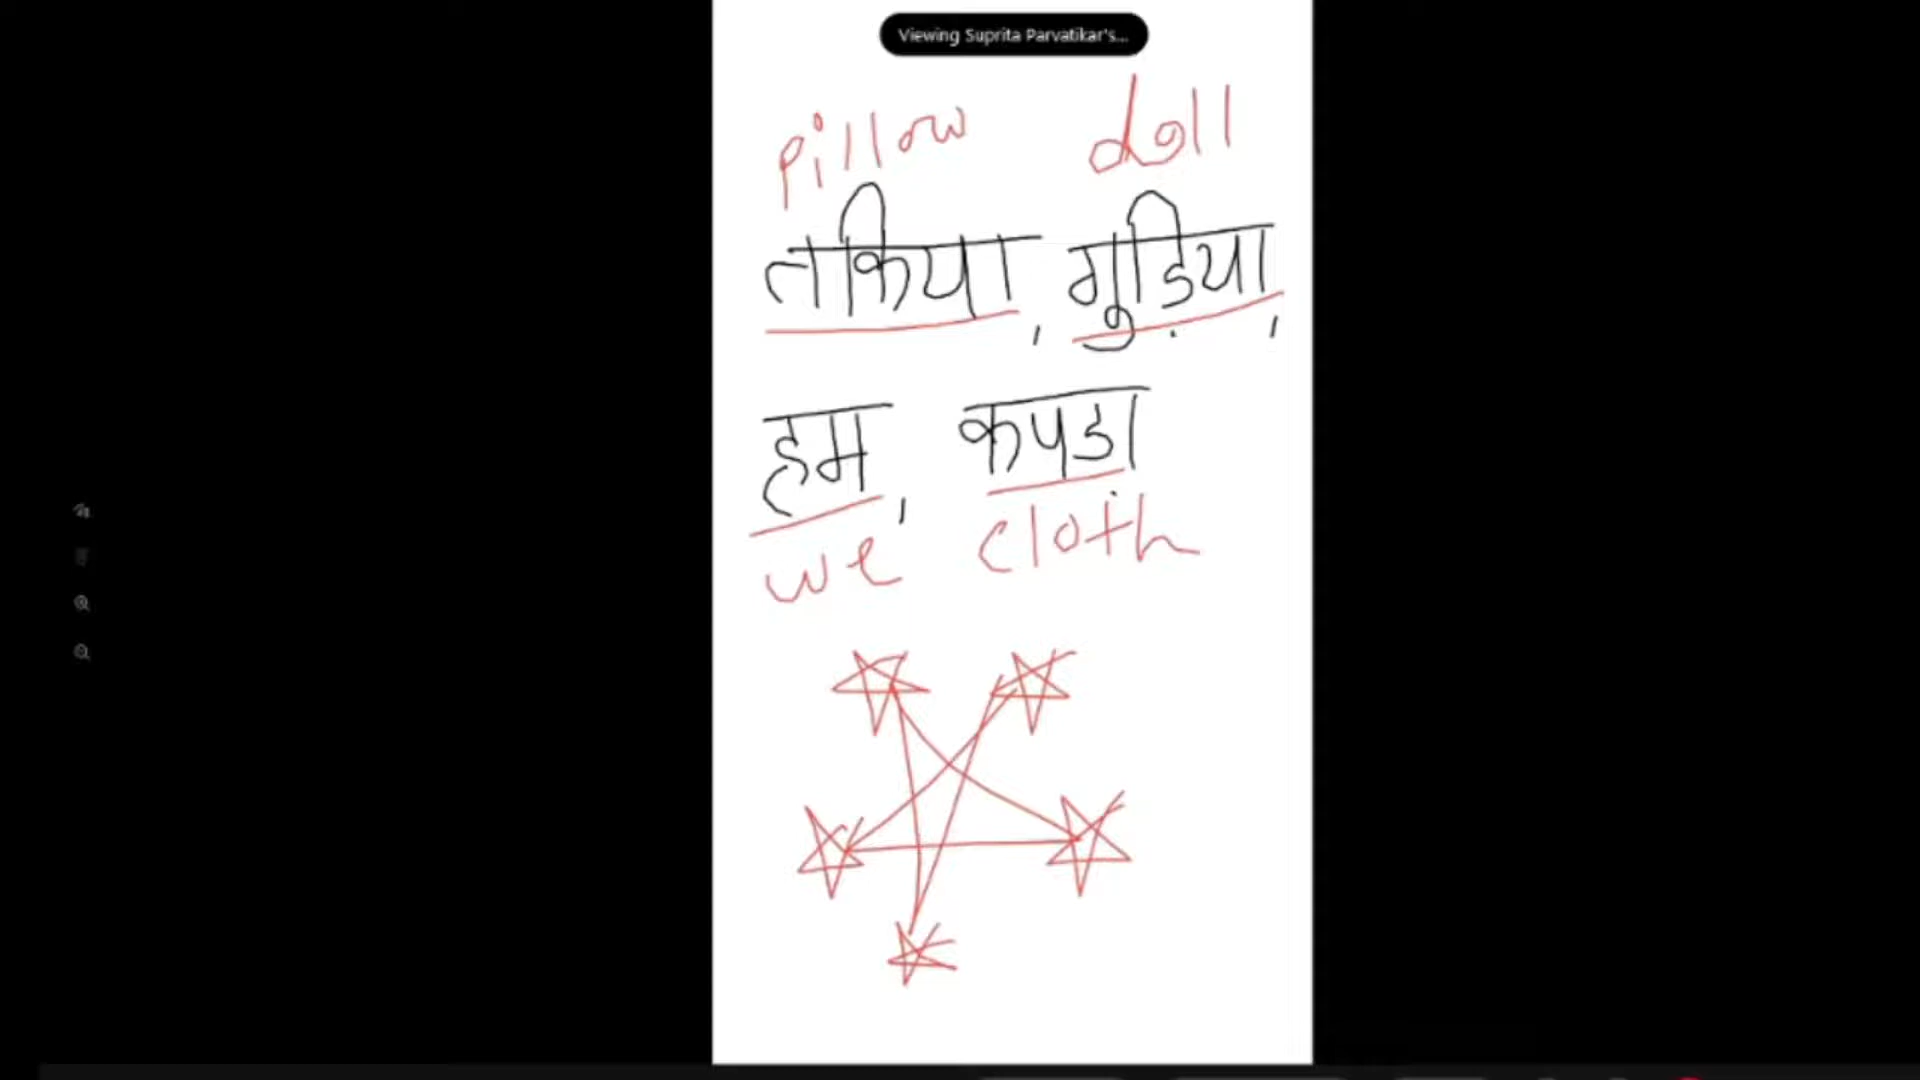 Viewing Suprita Parvatikar's...
pillow doll
तकिया, गुड़िया,
हम, कपड़ा
we cloth